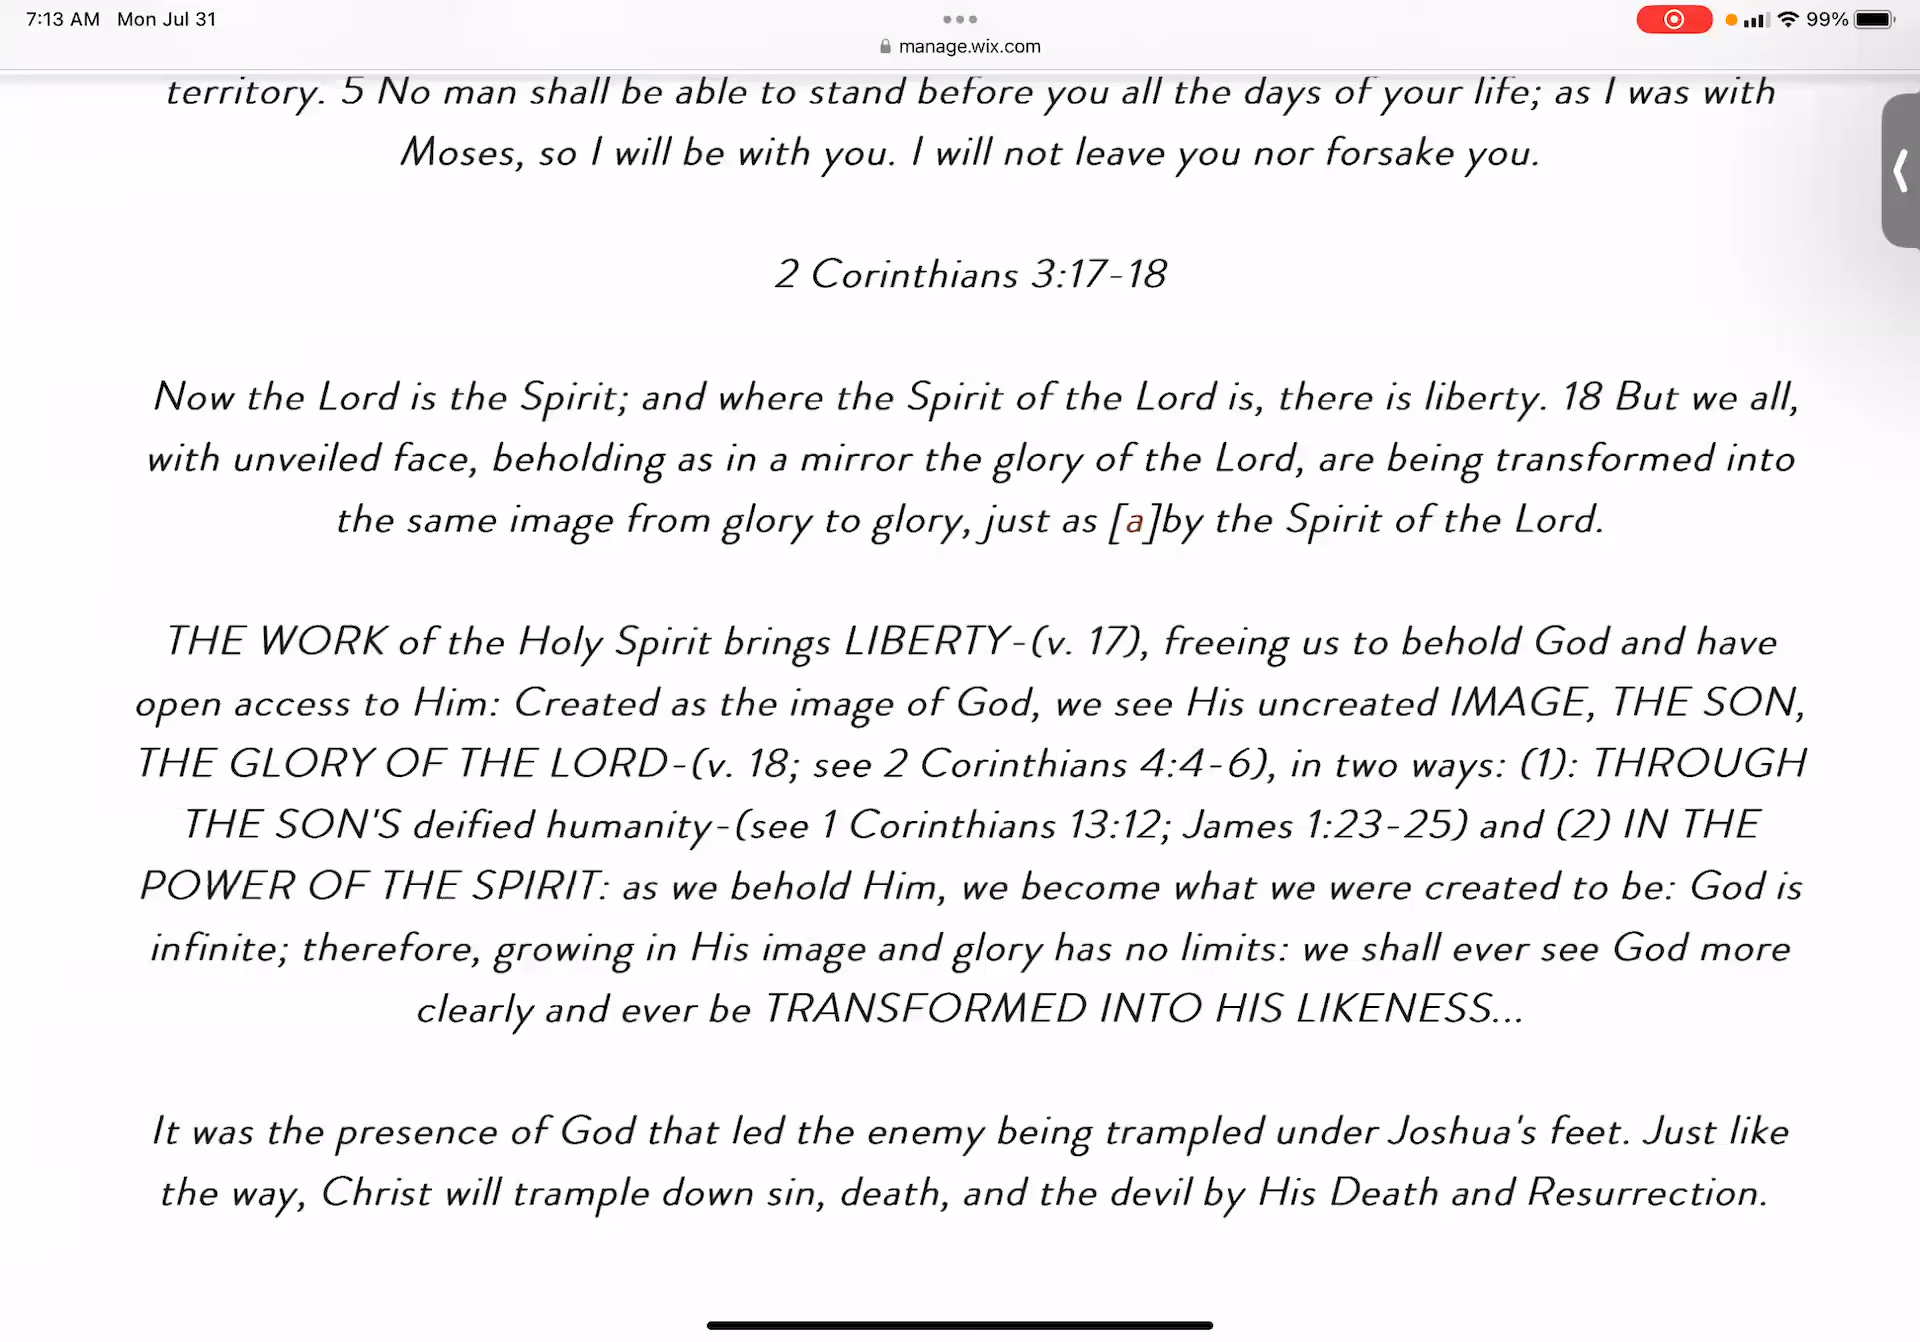 7:13 AM Mon Jul 31
99%
manage.wix.com
territory. 5 No man shall be able to stand before you all the days of your life; as I was with
Moses, so I will be with you. I will not leave you nor forsake you.
2 Corinthians 3:17-18
Now the Lord is the Spirit; and where the Spirit of the Lord is, there is liberty. 18 But we all,
with unveiled face, beholding as in a mirror the glory of the Lord, are being transformed into
the same image from glory to glory, just as [a]by the Spirit of the Lord.
THE WORK of the Holy Spirit brings LIBERTY-(v. 17), freeing us to behold God and have
open access to Him: Created as the image of God, we see His uncreated IMAGE, THE SON,
THE GLORY OF THE LORD-(v. 18; see 2 Corinthians 4:4-6), in two ways: (1): THROUGH
THE SON'S deified humanity-(see 1 Corinthians 13:12; James 1:23-25) and (2) IN THE
POWER OF THE SPIRIT: as we behold Him, we become what we were created to be: God is
infinite; therefore, growing in His image and glory has no limits: we shall ever see God more
clearly and ever be TRANSFORMED INTO HIS LIKENESS...
It was the presence of God that led the enemy being trampled under Joshua's feet. Just like
the way, Christ will trample down sin, death, and the devil by His Death and Resurrection.